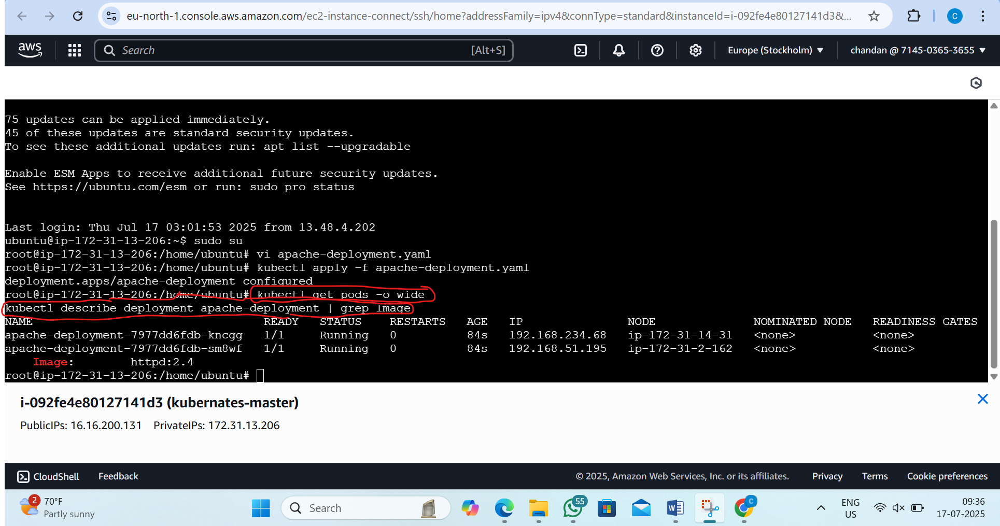 eu-north-1.console.aws.amazon.com/ec2-instance-connect/ssh/home?addressFamily=ipv4&connType=standard&instanceId=i-092fe4e80127141d3&...
C
aws
Search [Alt+S]
Europe (Stockholm)
chandan @ 7145-0365-3655
75 updates can be applied immediately.
45 of these updates are standard security updates.
To see these additional updates run: apt list --upgradable
Enable ESM Apps to receive additional future security updates.
See https://ubuntu.com/esm or run: sudo pro status
Last login: Thu Jul 17 03:01:53 2025 from 13.48.4.202
ubuntu@ip-172-31-13-206:~$ sudo su
root@ip-172-31-13-206:/home/ubuntu# vi apache-deployment.yaml
root@ip-172-31-13-206:/home/ubuntu# kubectl apply -f apache-deployment.yaml
deployment.apps/apache-deployment configured
root@ip-172-31-13-206:/home/ubuntu# kubectl get pods -o wide
kubectl describe deployment apache-deployment | grep Image
NAME READY STATUS RESTARTS AGE IP NODE NOMINATED NODE READINESS GATES
apache-deployment-7977dd6fdb-kncgg 1/1 Running 0 84s 192.168.234.68 ip-172-31-14-31 <none> <none>
apache-deployment-7977dd6fdb-sm8wf 1/1 Running 0 84s 192.168.51.195 ip-172-31-2-162 <none> <none>
Image: httpd:2.4
root@ip-172-31-13-206:/home/ubuntu#
i-092fe4e80127141d3 (kubernates-master)
PublicIPs: 16.16.200.131 PrivateIPs: 172.31.13.206
CloudShell Feedback © 2025, Amazon Web Services, Inc. or its affiliates. Privacy Terms Cookie preferences
2
70°F
Partly sunny
Search
55
W
C
ENG
US
09:36
17-07-2025